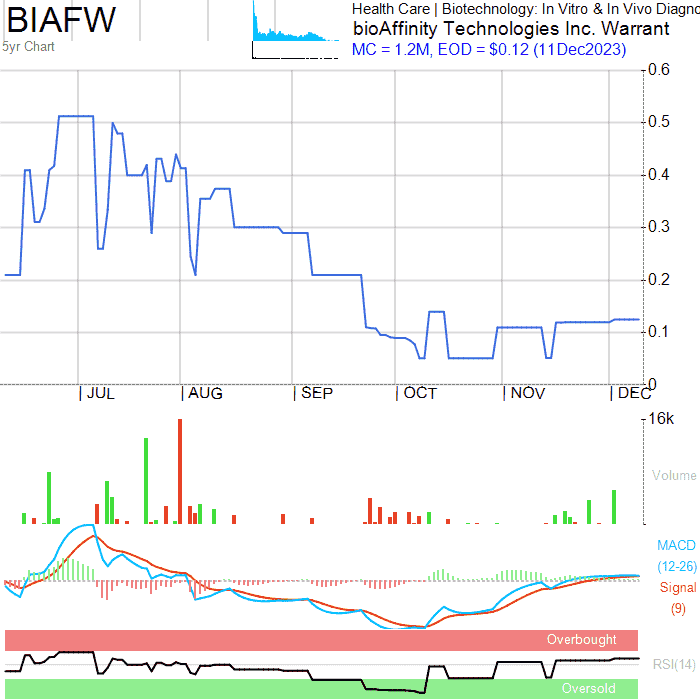 BIAFW
5yr Chart
Health Care | Biotechnology: In Vitro & In Vivo Diagno
bioAffinity Technologies Inc. Warrant
MC = 1.2M, EOD = $0.12 (11Dec2023)
0.6
0.5
0.4
0.3
0.2
0.1
0
| JUL | AUG | SEP | OCT | NOV | DEC
16k
Volume
MACD
(12-26)
Signal
(9)
Overbought
RSI(14)
Oversold